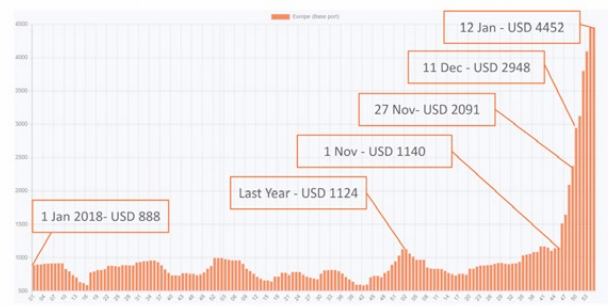 Europe (Base port)
12 Jan - USD 4452
11 Dec - USD 2948
27 Nov- USD 2091
1 Nov - USD 1140
Last Year - USD 1124
1 Jan 2018- USD 888
4500
4000
3500
3000
2500
2000
1500
1000
500